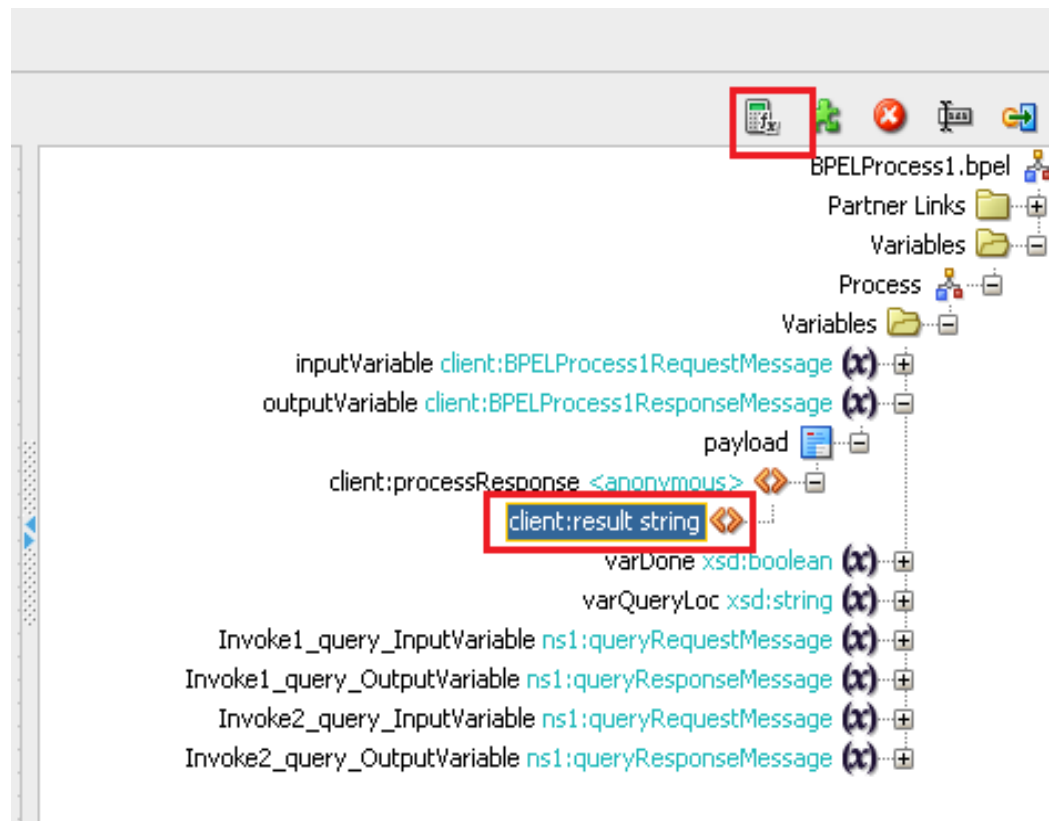 BPELProcess1.bpel
Partner Links
Variables
Process
Variables
inputVariable client:BPELProcess1RequestMessage (x)
outputVariable client:BPELProcess1ResponseMessage (x)
payload
client:processResponse <anonymous>
client:result string
varDone xsd:boolean (x)
varQueryLoc xsd:string (x)
Invoke1_query_InputVariable ns1:queryRequestMessage (x)
Invoke1_query_OutputVariable ns1:queryResponseMessage (x)
Invoke2_query_InputVariable ns1:queryRequestMessage (x)
Invoke2_query_OutputVariable ns1:queryResponseMessage (x)